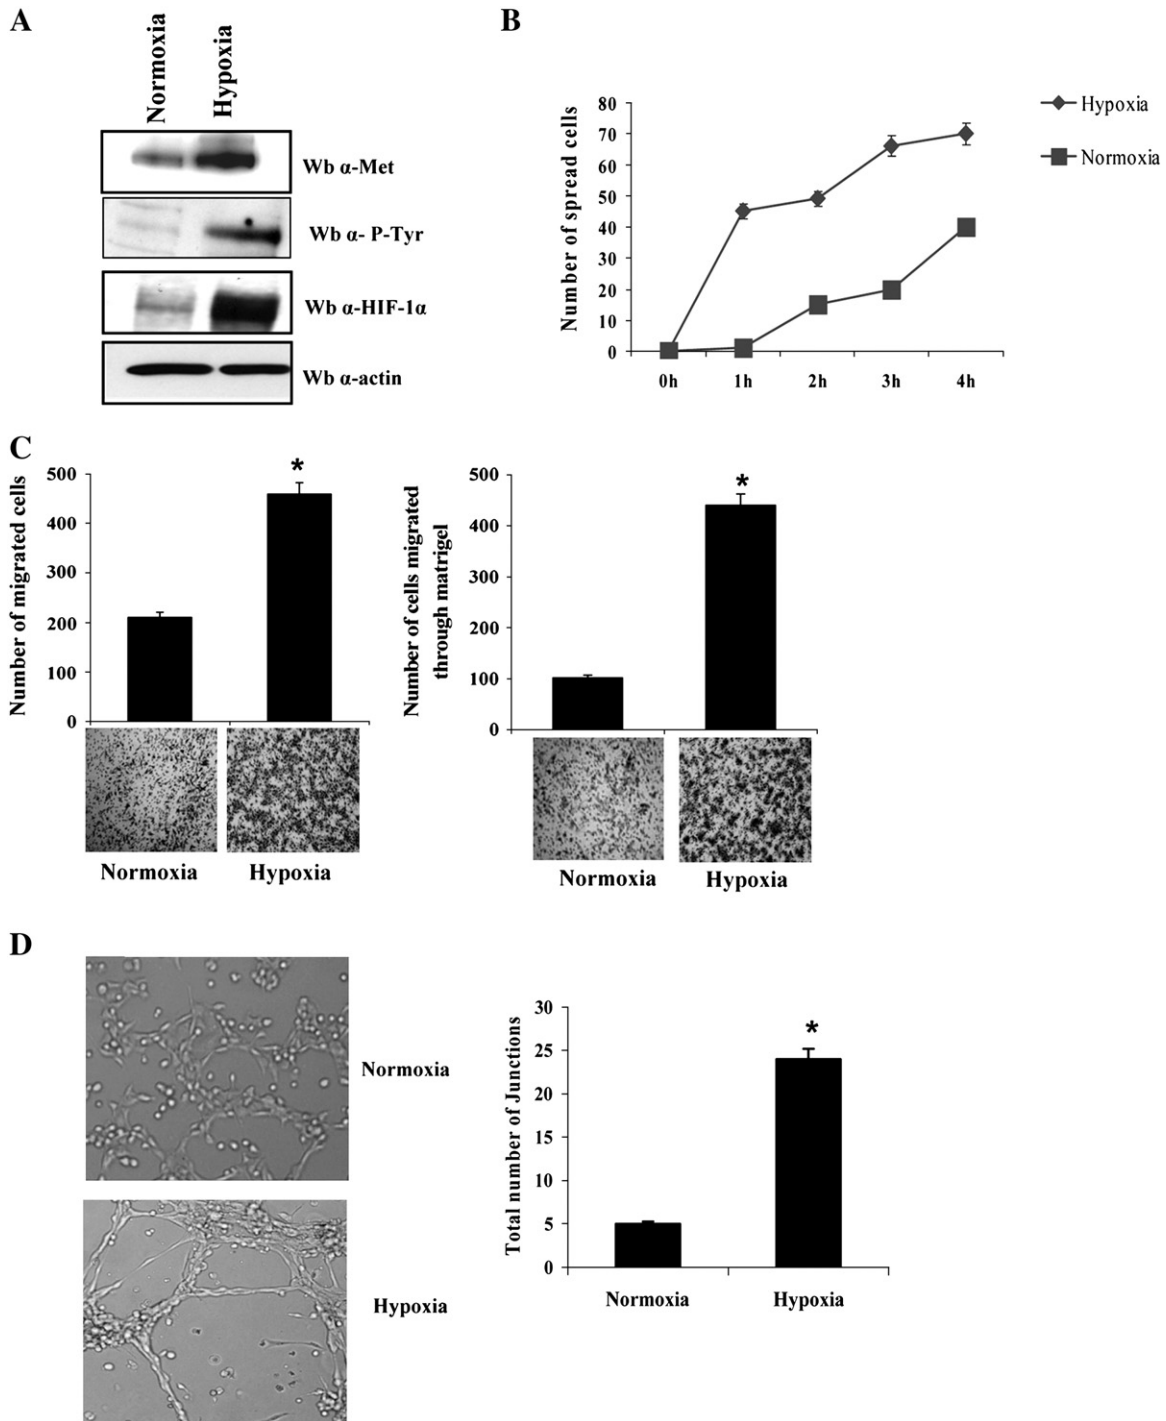 A
Normoxia
Hypoxia
Wb α-Met
Wb α- P-Tyr
Wb α-HIF-1α
Wb α-actin
B
Number of spread cells
80
70
60
50
40
30
20
10
0
0h 1h 2h 3h 4h
Hypoxia
Normoxia
C
Number of migrated cells
500
400
300
200
100
0
*
Normoxia Hypoxia
Number of cells migrated
through matrigel
500
400
300
200
100
0
*
Normoxia Hypoxia
D
Normoxia
Hypoxia
Total number of Junctions
30
25
20
15
10
5
0
*
Normoxia Hypoxia